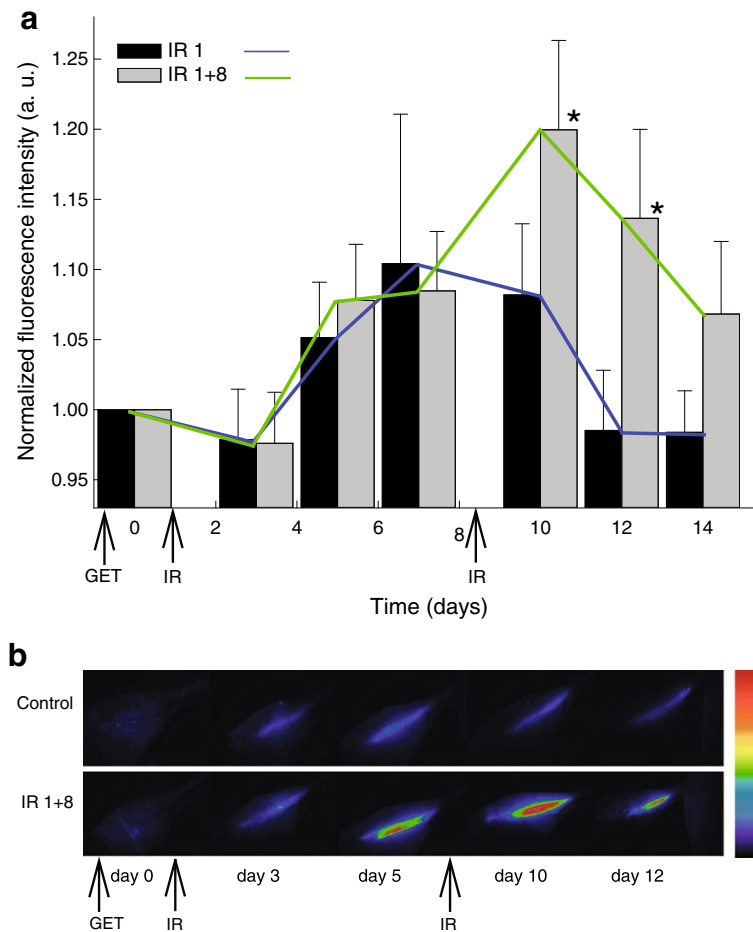 a
Normalized fluorescence intensity (a. u.)
IR 1
IR 1+8
1.25
1.20
1.15
1.10
1.05
1.00
0.95
*
*
0 2 4 6 8 10 12 14
GET IR IR
Time (days)
b
Control
IR 1+8
day 0 day 3 day 5 day 10 day 12
GET IR IR